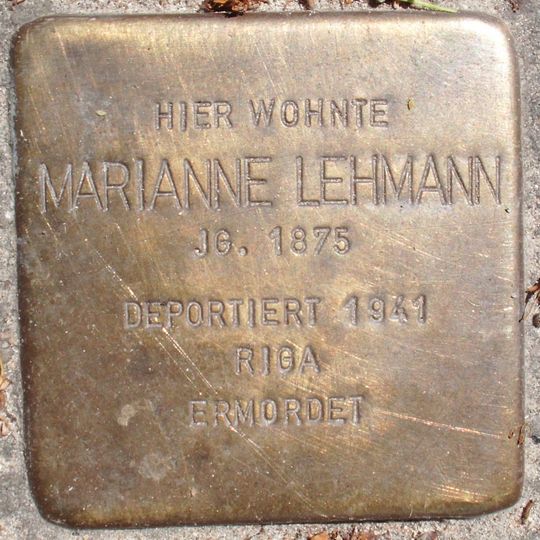 HIER WOHNTE
MARIANNE LEHMANN
JG. 1875
DEPORTIERT 1941
RIGA
ERMORDET